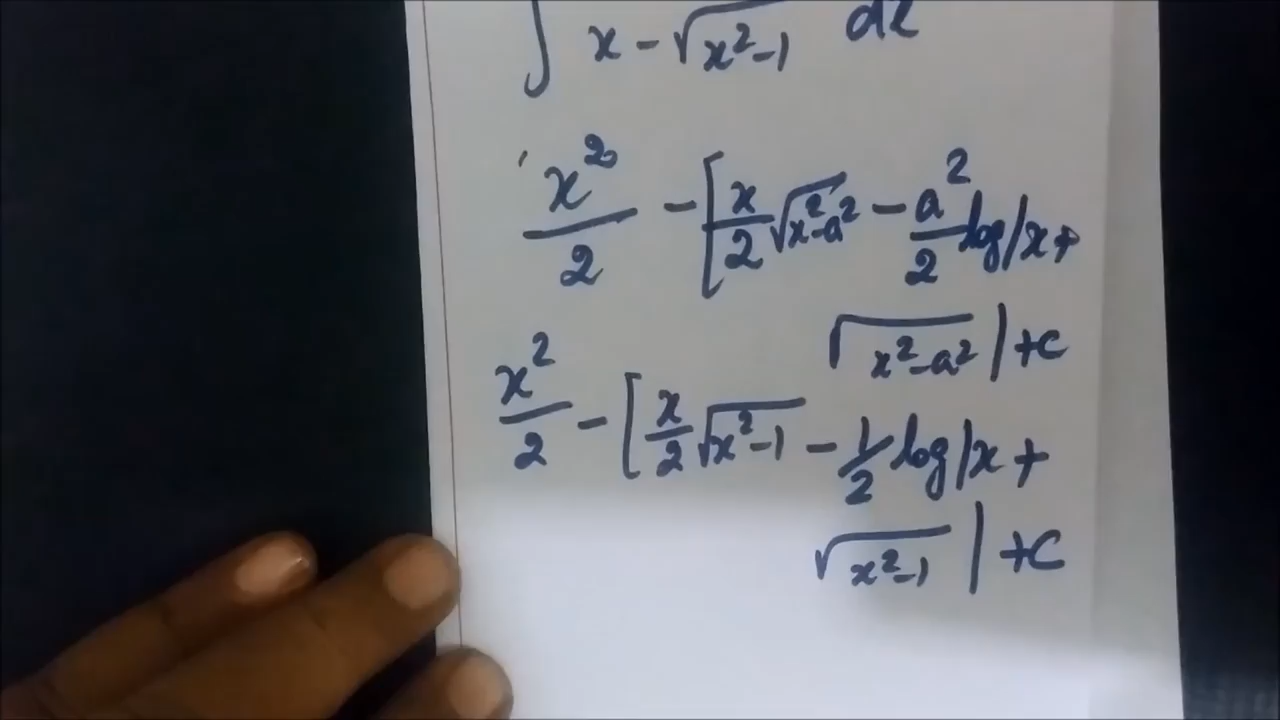 ∫ x - √x²-1 dx
x²/2 - [x/2 √x²-a² - a²/2 log|x+
√x²-a² | +c
x²/2 - [x/2 √x²-1 - 1/2 log|x+
√x²-1 | +c